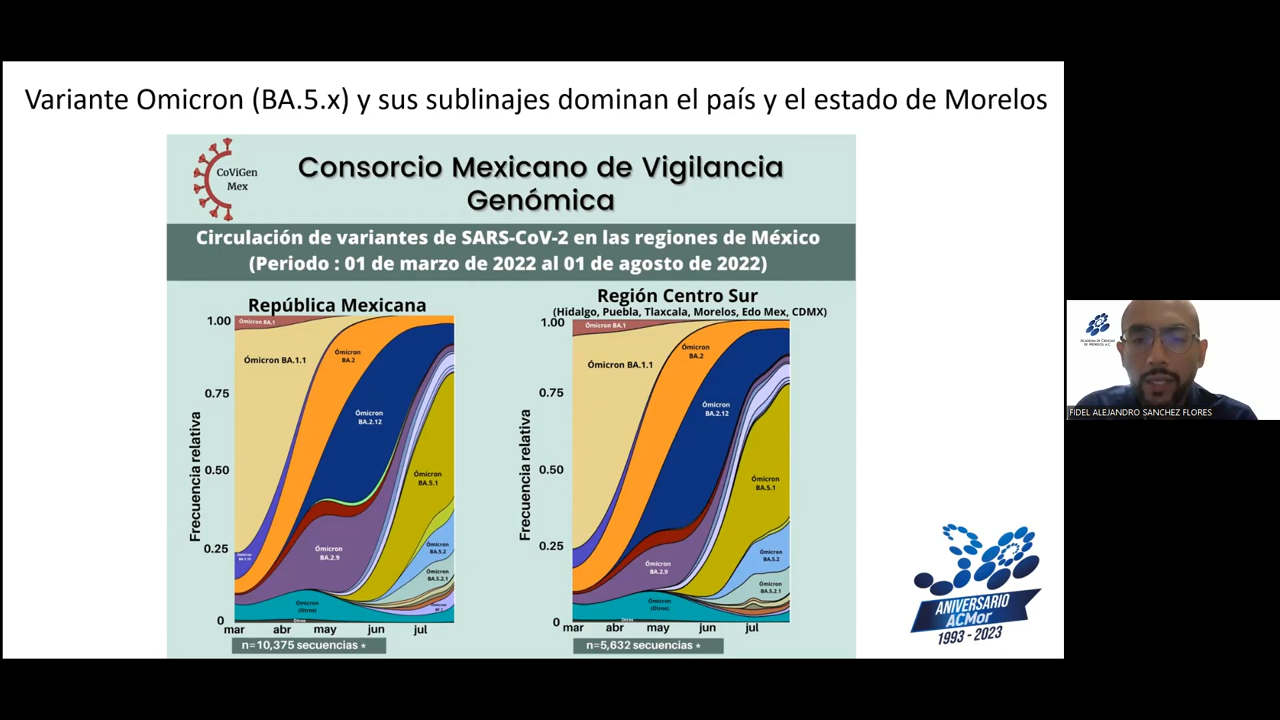 Variante Omicron (BA.5.x) y sus sublinajes dominan el país y el estado de Morelos
CoViGen
Mex
Consorcio Mexicano de Vigilancia
Genómica
Circulación de variantes de SARS-CoV-2 en las regiones de México
(Periodo : 01 de marzo de 2022 al 01 de agosto de 2022)
República Mexicana
Frecuencia relativa
1.00
0.75
0.50
0.25
0
Ómicron BA.1
Ómicron BA.1.1
Ómicron
BA.2
Ómicron
BA.2.12
Ómicron
BA.5.1
Ómicron
BA.2.9
Ómicron
BA.5.2
Ómicron
BA.5.2.1
Ómicron
(Otros)
Otros
mar abr may jun jul
n=10,375 secuencias *
Región Centro Sur
(Hidalgo, Puebla, Tlaxcala, Morelos, Edo Mex, CDMX)
Frecuencia relativa
1.00
0.75
0.50
0.25
0
Ómicron BA.1
Ómicron BA.1.1
Ómicron
BA.2
Ómicron
BA.2.12
Ómicron
BA.5.1
Ómicron
BA.2.9
Ómicron
BA.5.2
Ómicron
BA.5.2.1
Ómicron
(Otros)
Otros
mar abr may jun jul
n=5,632 secuencias *
ANIVERSARIO
ACMor
1993 - 2023
ACADEMIA DE CIENCIAS
DE MORELOS, A.C.
FIDEL ALEJANDRO SANCHEZ FLORES